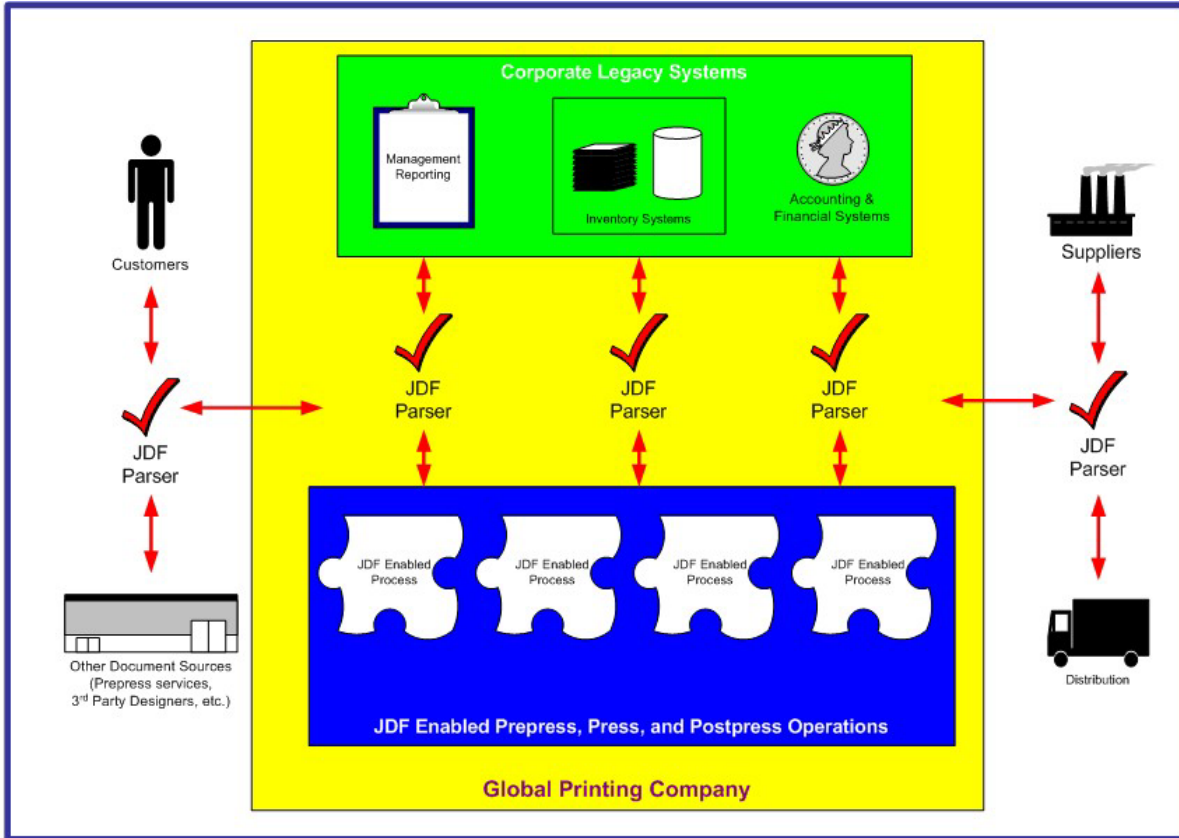 Corporate Legacy Systems
Management
Reporting
Inventory Systems
Accounting &
Financial Systems
Customers
Suppliers
JDF
Parser
JDF
Parser
JDF
Parser
JDF
Parser
JDF
Parser
JDF Enabled
Process
JDF Enabled
Process
JDF Enabled
Process
JDF Enabled
Process
Other Document Sources
(Prepress services,
3rd Party Designers, etc.)
Distribution
JDF Enabled Prepress, Press, and Postpress Operations
Global Printing Company